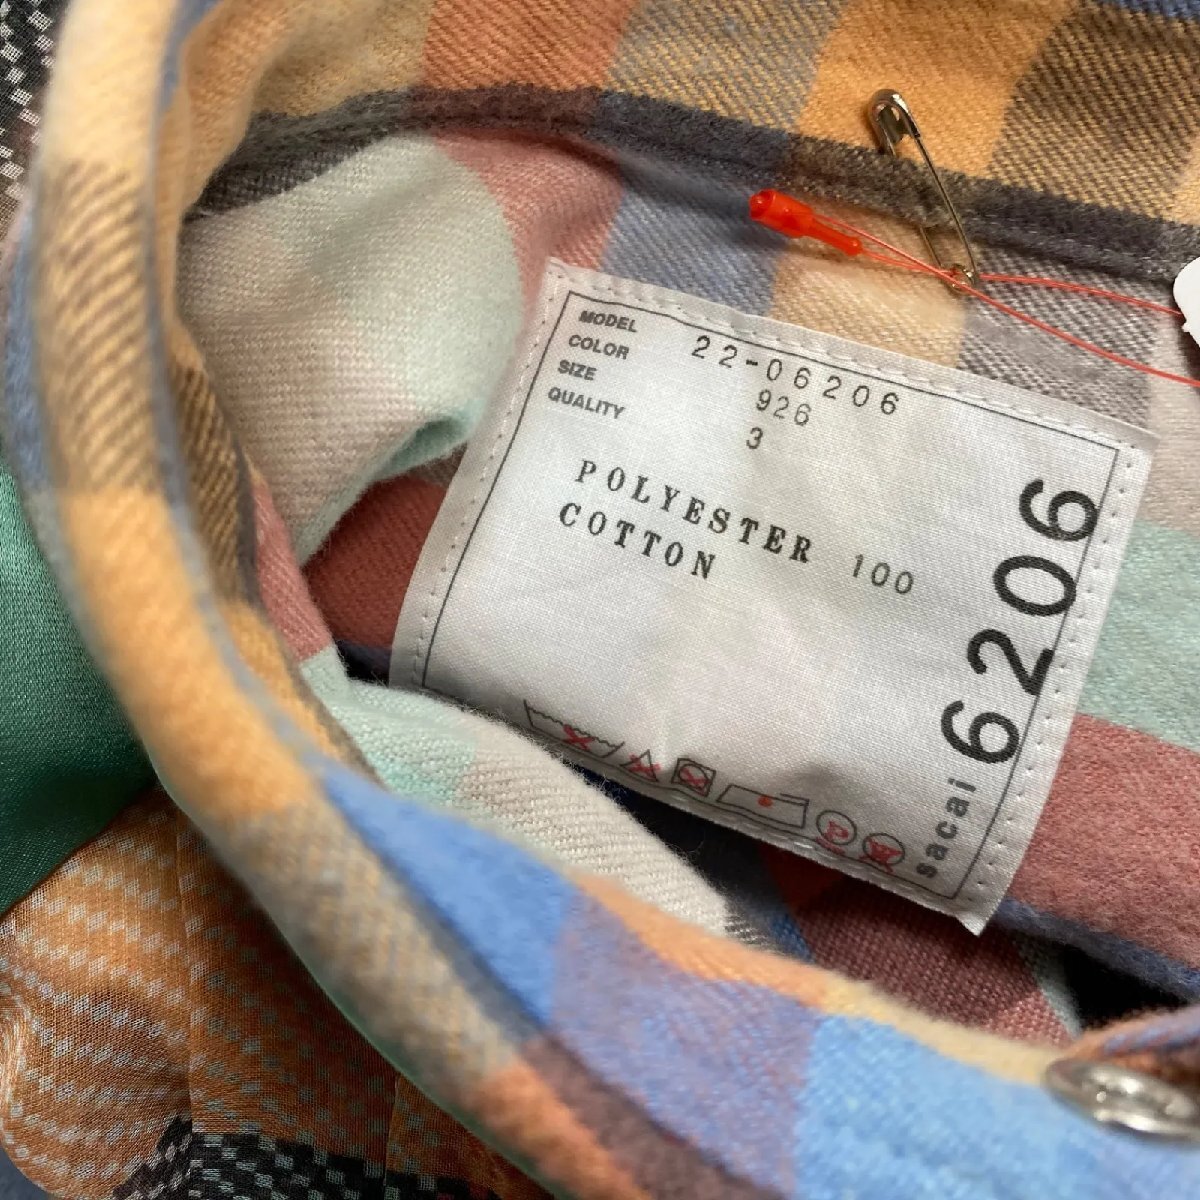 MODEL 22-06206
COLOR 926
SIZE 3
QUALITY
POLYESTER 100
COTTON
sacai 6206
P